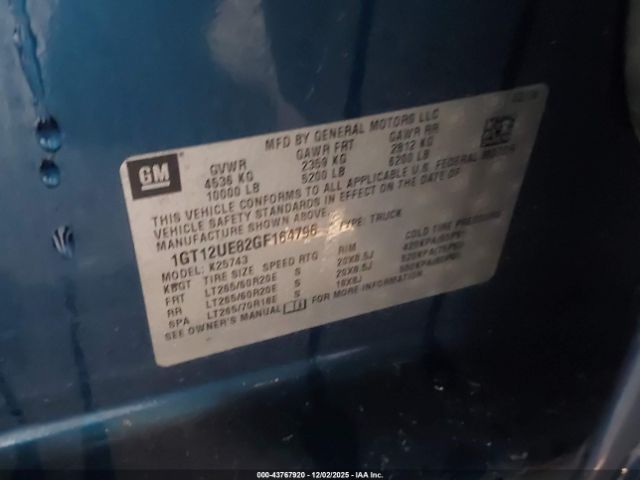 MFD BY GENERAL MOTORS LLC
GM
GVWR GAWR FRT GAWR RR
4536 KG 2359 KG 2812 KG
10000 LB 5200 LB 6200 LB
THIS VEHICLE CONFORMS TO ALL APPLICABLE U.S. FEDERAL MOTOR
VEHICLE SAFETY STANDARDS IN EFFECT ON THE DATE OF
MANUFACTURE SHOWN ABOVE.
1GT12UE82GF164796 TYPE: TRUCK
MODEL: K25743
TIRE SIZE SPEED RTG RIM COLD TIRE PRESSURE
FRT LT265/60R20E S 20X8.5J
RR LT265/60R20E S 20X8.5J
SPA LT265/70R18E S 18X8J
SEE OWNER'S MANUAL FOR MORE INFORMATION.
000-43767920 - 12/02/2025 - IAAC, Inc.